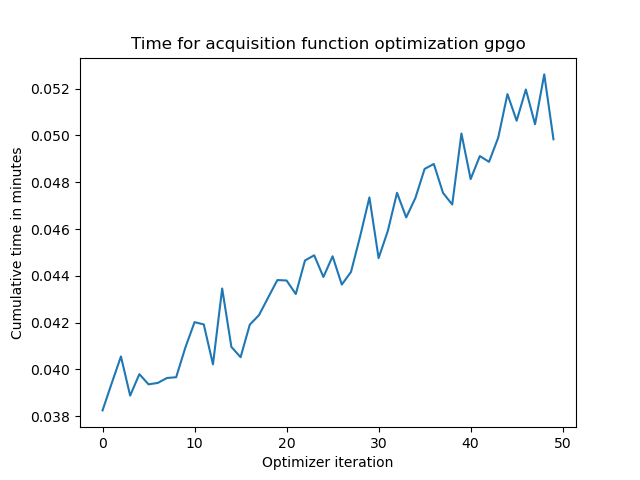 Time for acquisition function optimization gpgo
Cumulative time in minutes
0.052
0.050
0.048
0.046
0.044
0.042
0.040
0.038
0 10 20 30 40 50
Optimizer iteration